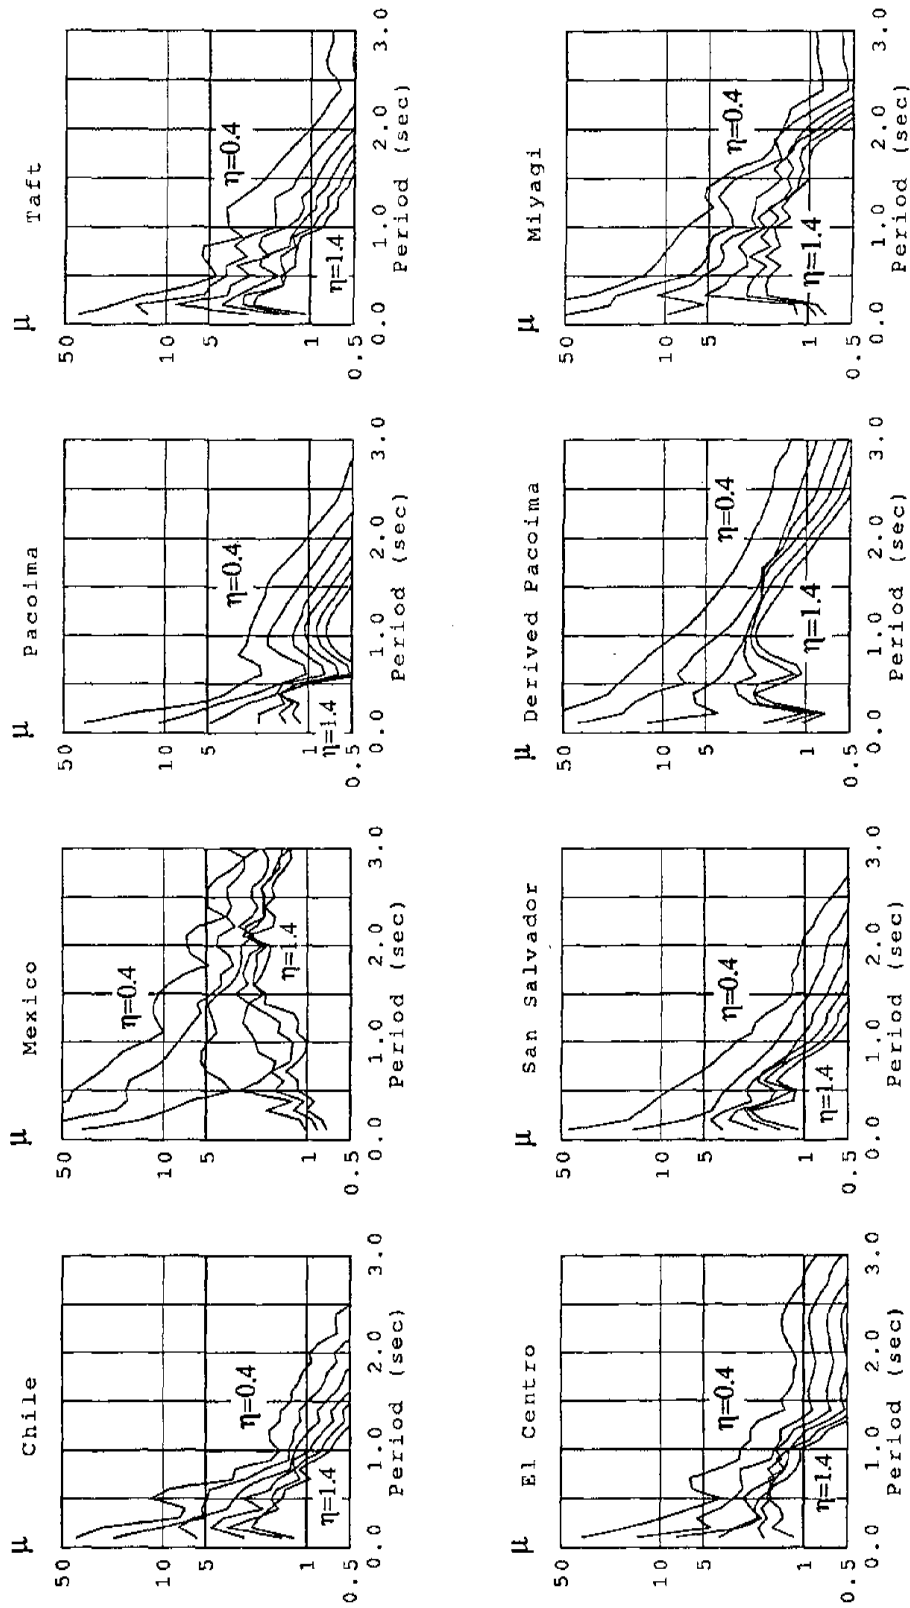 μ Chile
50
10
5
1
0.5
η=0.4
η=1.4
0.0 1.0 2.0 3.0
Period (sec)
μ Mexico
50
10
5
1
0.5
η=0.4
η=1.4
0.0 1.0 2.0 3.0
Period (sec)
μ Pacoima
50
10
5
1
0.5
η=0.4
η=1.4
0.0 1.0 2.0 3.0
Period (sec)
μ Taft
50
10
5
1
0.5
η=0.4
η=1.4
0.0 1.0 2.0 3.0
Period (sec)
μ El Centro
50
10
5
1
0.5
η=0.4
η=1.4
0.0 1.0 2.0 3.0
Period (sec)
μ San Salvador
50
10
5
1
0.5
η=0.4
η=1.4
0.0 1.0 2.0 3.0
Period (sec)
μ Derived Pacoima
50
10
5
1
0.5
η=0.4
η=1.4
0.0 1.0 2.0 3.0
Period (sec)
μ Miyagi
50
10
5
1
0.5
η=0.4
η=1.4
0.0 1.0 2.0 3.0
Period (sec)